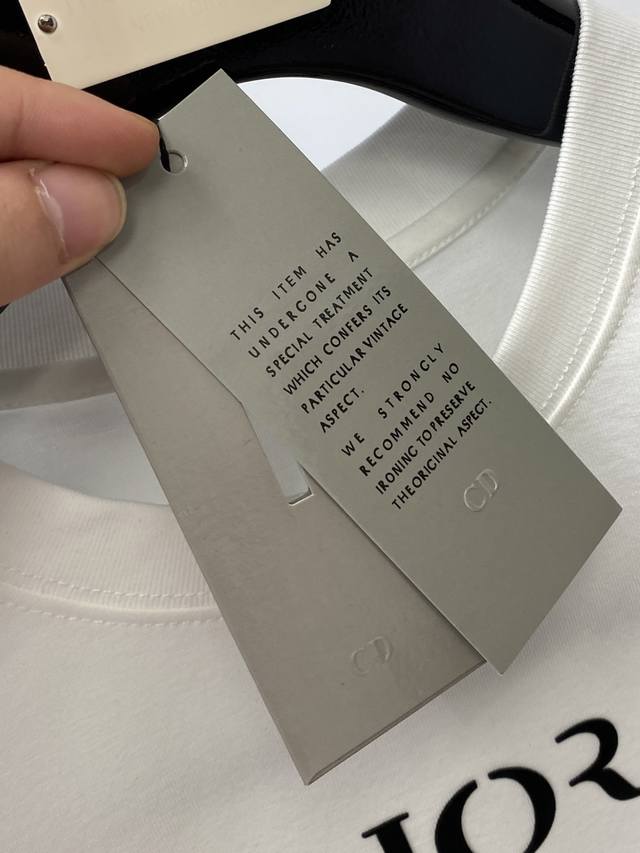 THIS ITEM HAS
UNDERGONE A
SPECIAL TREATMENT
WHICH CONFERS ITS
PARTICULAR VINTAGE
ASPECT.
WE STRONGLY
RECOMMEND NO
IRONING TO PRESERVE
THE ORIGINAL ASPECT.
CD
CD
IOR